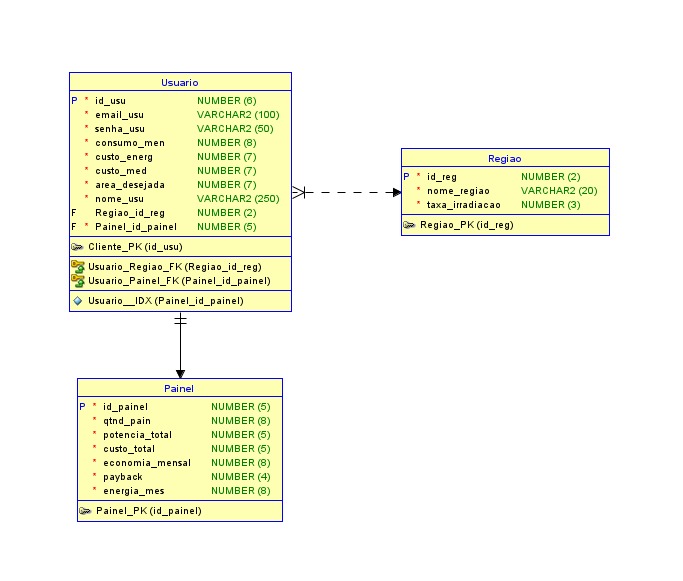 Usuario
P * id_usu NUMBER (6)
* email_usu VARCHAR2 (100)
* senha_usu VARCHAR2 (50)
* consumo_men NUMBER (8)
* custo_energ NUMBER (7)
* custo_med NUMBER (7)
* area_desejada NUMBER (7)
* nome_usu VARCHAR2 (250)
F Regiao_id_reg NUMBER (2)
F * Painel_id_painel NUMBER (5)
Cliente_PK (id_usu)
Usuario_Regiao_FK (Regiao_id_reg)
Usuario_Painel_FK (Painel_id_painel)
Usuario__IDX (Painel_id_painel)
Regiao
P * id_reg NUMBER (2)
* nome_regiao VARCHAR2 (20)
* taxa_irradiacao NUMBER (3)
Regiao_PK (id_reg)
Painel
P * id_painel NUMBER (5)
* qtnd_pain NUMBER (8)
* potencia_total NUMBER (5)
* custo_total NUMBER (5)
* economia_mensal NUMBER (8)
* payback NUMBER (4)
* energia_mes NUMBER (8)
Painel_PK (id_painel)